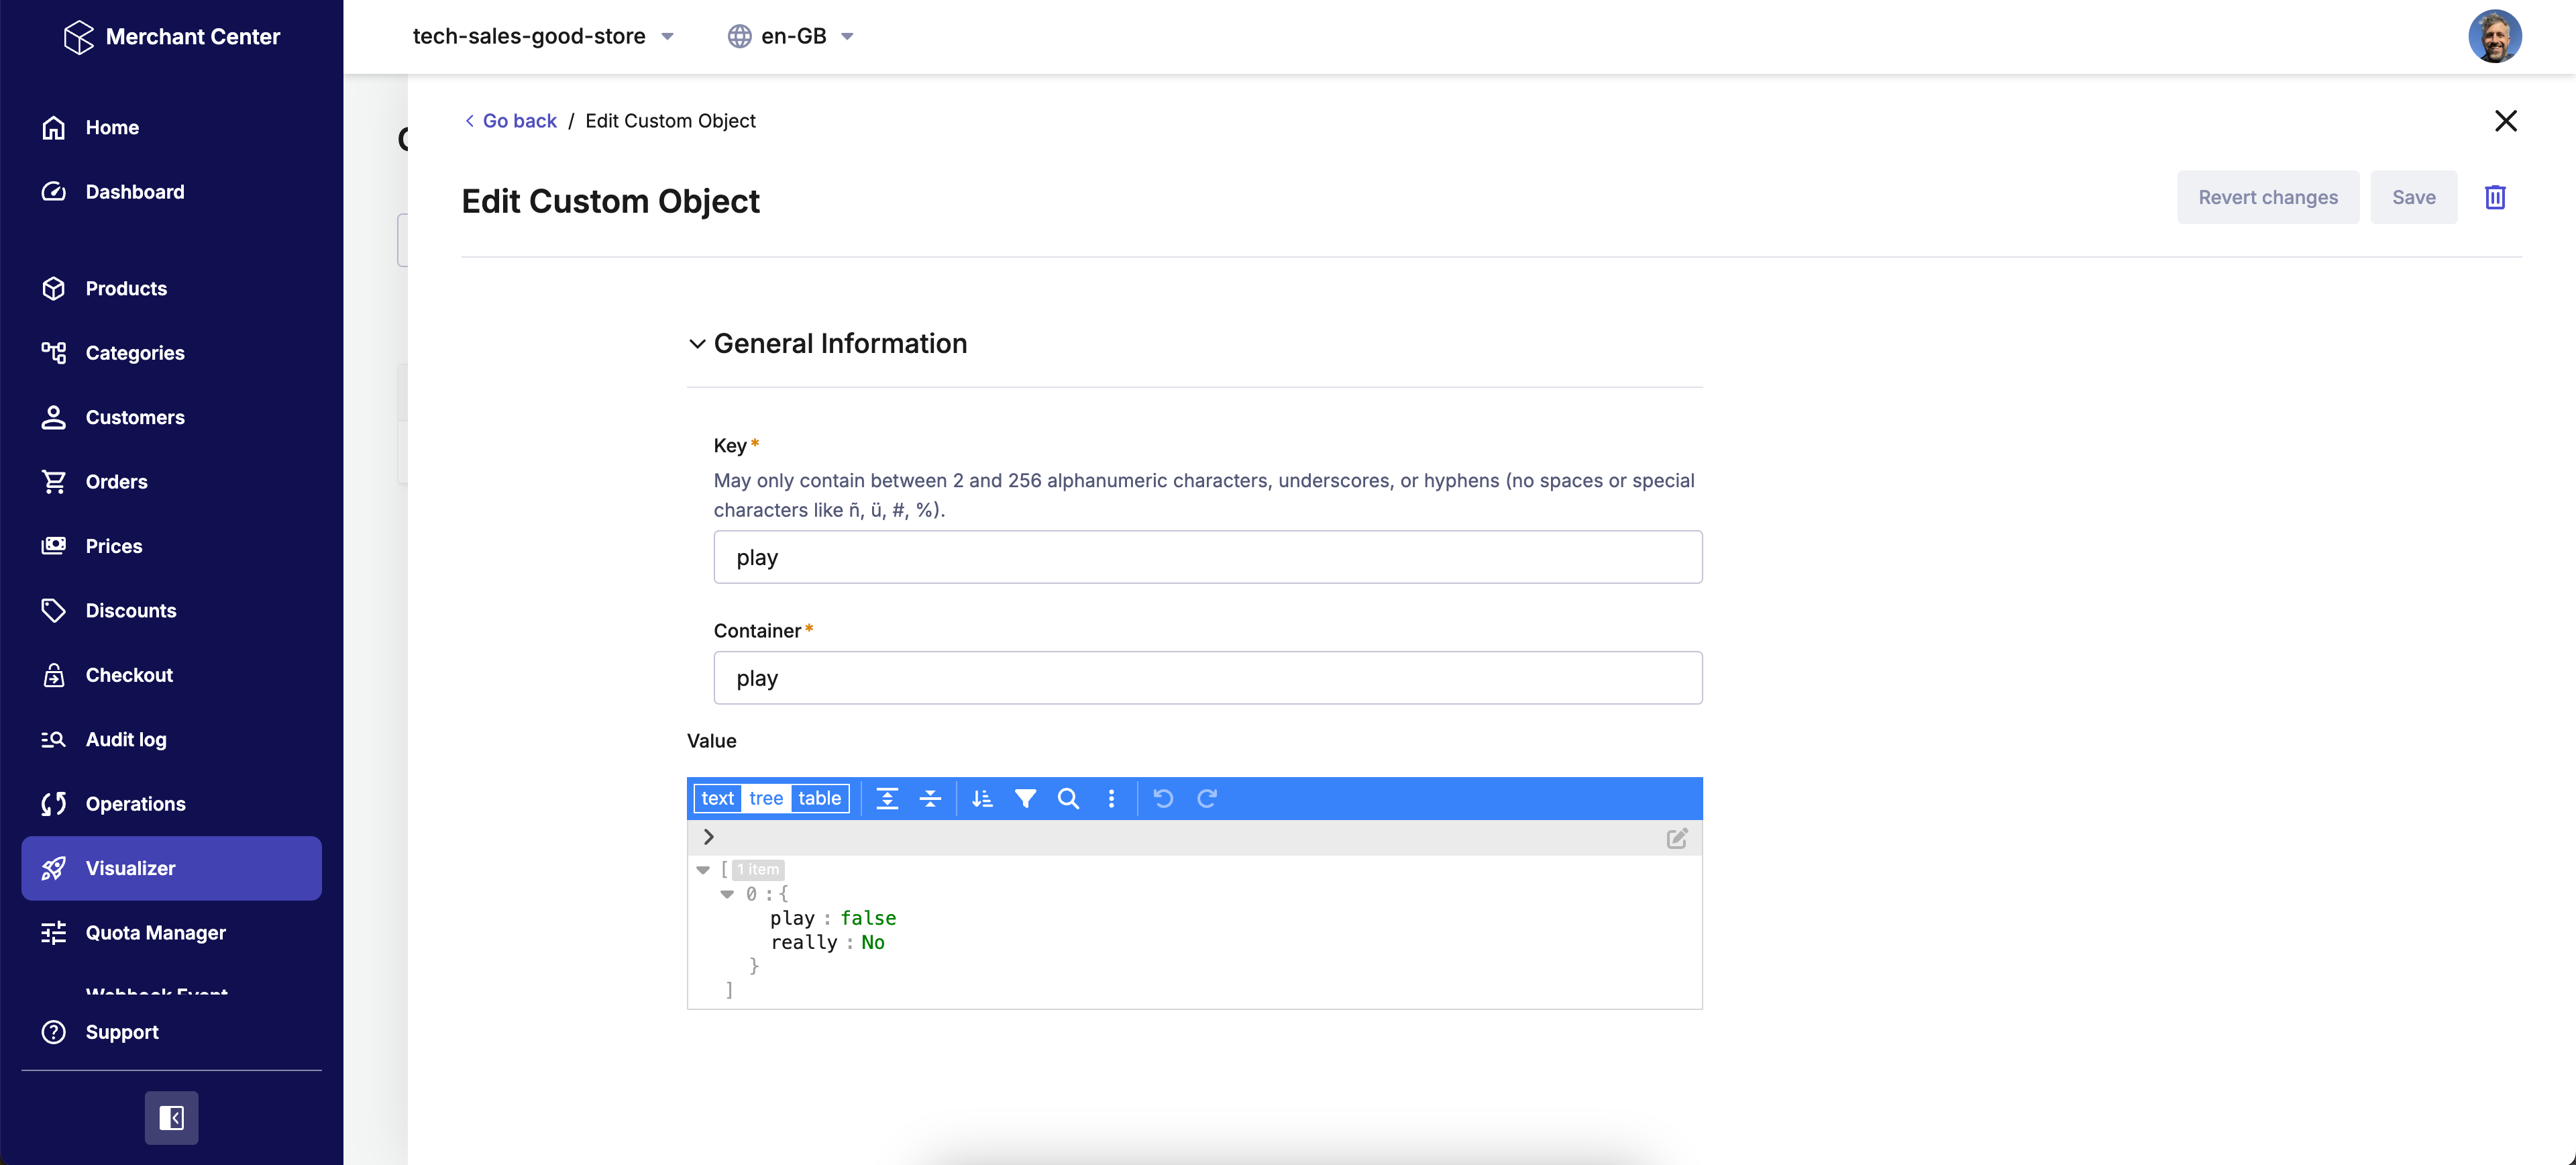 Merchant Center
tech-sales-good-store
en-GB
Home
Dashboard
Products
Categories
Customers
Orders
Prices
Discounts
Checkout
Audit log
Operations
Visualizer
Quota Manager
Webhook Event
Support
Go back / Edit Custom Object
Edit Custom Object
Revert changes
Save
General Information
Key*
May only contain between 2 and 256 alphanumeric characters, underscores, or hyphens (no spaces or special
characters like ñ, ü, #, %).
play
Container*
play
Value
text tree table
[ 1 item
0 : {
play : false
really : No
}
]